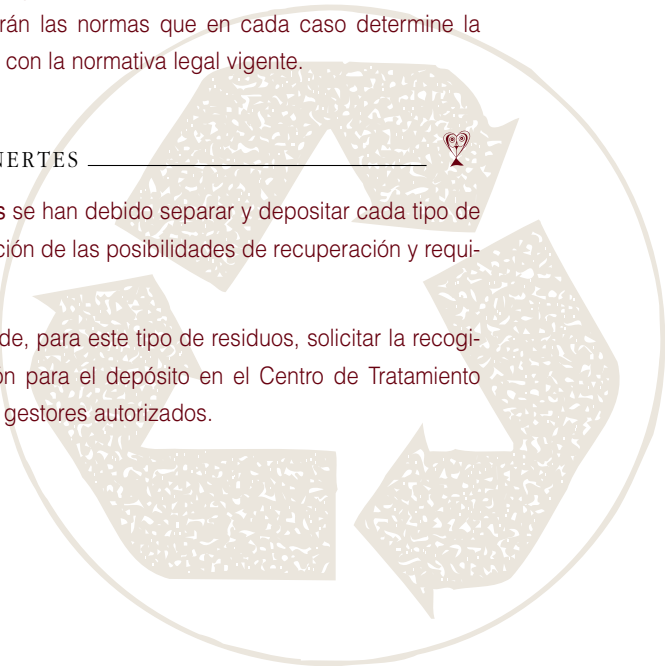 rán las normas que en cada caso determine la
con la normativa legal vigente.
NERTES
s se han debido separar y depositar cada tipo de
ción de las posibilidades de recuperación y requi-
de, para este tipo de residuos, solicitar la recogi-
ón para el depósito en el Centro de Tratamiento
gestores autorizados.